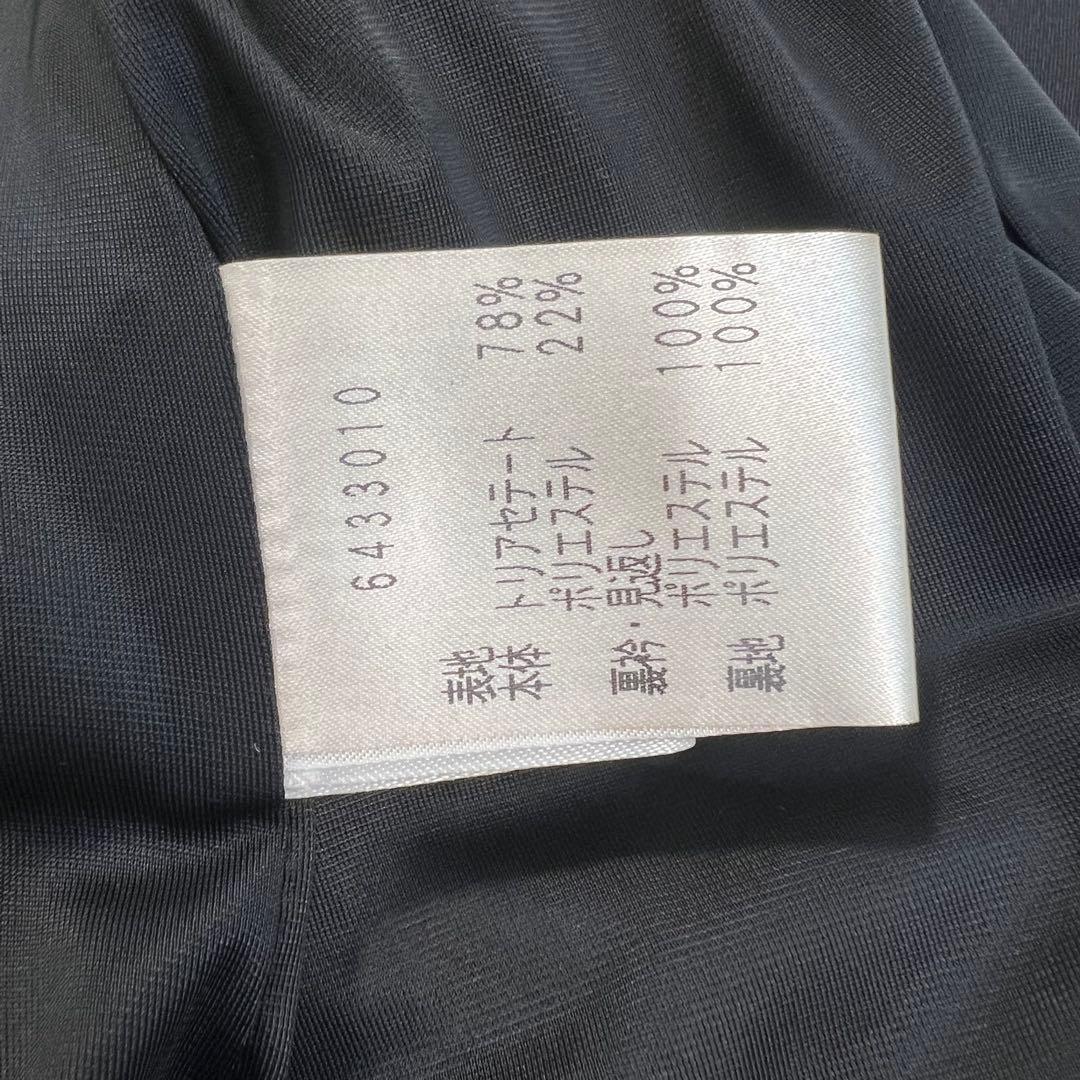 6433010
表地
本体 トリアセテート 78%
ポリエステル 22%
裏衿・見返し
ポリエステル 100%
裏地 ポリエステル 100%